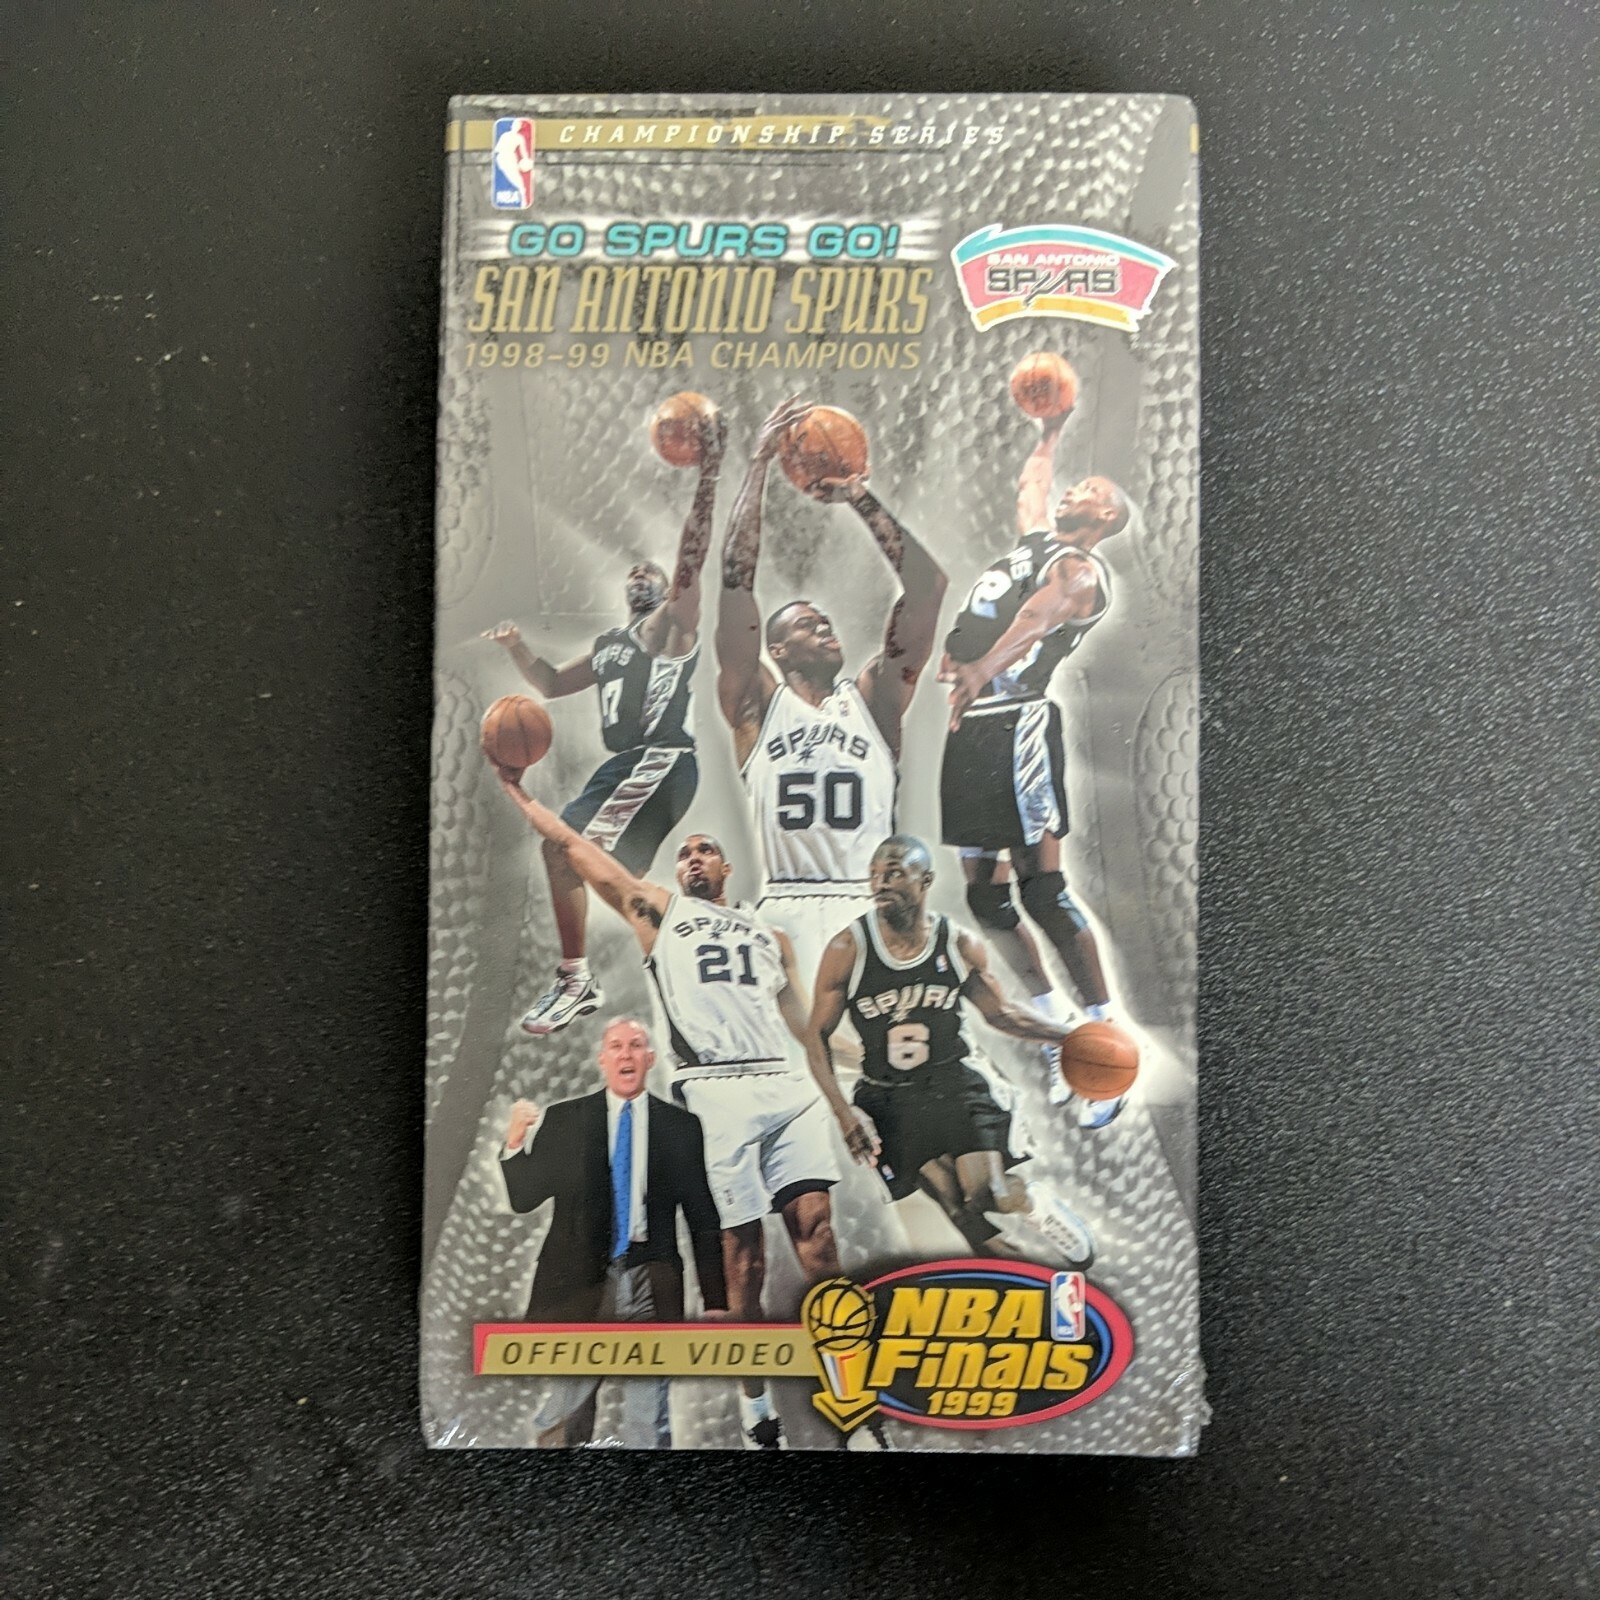 CHAMPIONSHIP SERIES
NBA
GO SPURS GO!
SAN ANTONIO SPURS
1998-99 NBA CHAMPIONS
SAN ANTONIO
SPURS
SPURS
50
SPURS
21
SPURS
6
OFFICIAL VIDEO
NBA
Finals
1999